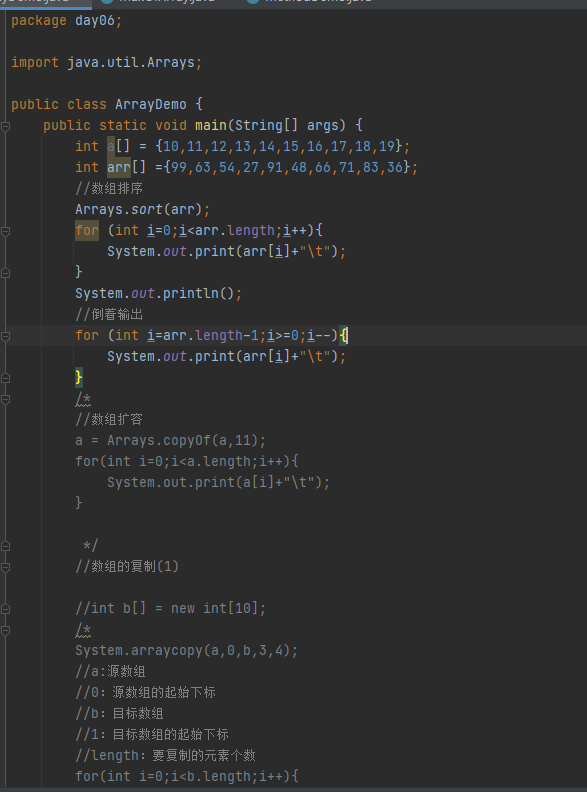 package day06;
import java.util.Arrays;
public class ArrayDemo {
public static void main(String[] args) {
int a[] = {10,11,12,13,14,15,16,17,18,19};
int arr[] ={99,63,54,27,91,48,66,71,83,36};
//数组排序
Arrays.sort(arr);
for (int i=0;i<arr.length;i++){
System.out.print(arr[i]+"\t");
}
System.out.println();
//倒着输出
for (int i=arr.length-1;i>=0;i--){
System.out.print(arr[i]+"\t");
}
/*
//数组扩容
a = Arrays.copyOf(a,11);
for(int i=0;i<a.length;i++){
System.out.print(a[i]+"\t");
}
*/
//数组的复制(1)
//int b[] = new int[10];
/*
System.arraycopy(a,0,b,3,4);
//a:源数组
//0：源数组的起始下标
//b：目标数组
//1：目标数组的起始下标
//length：要复制的元素个数
for(int i=0;i<b.length;i++){